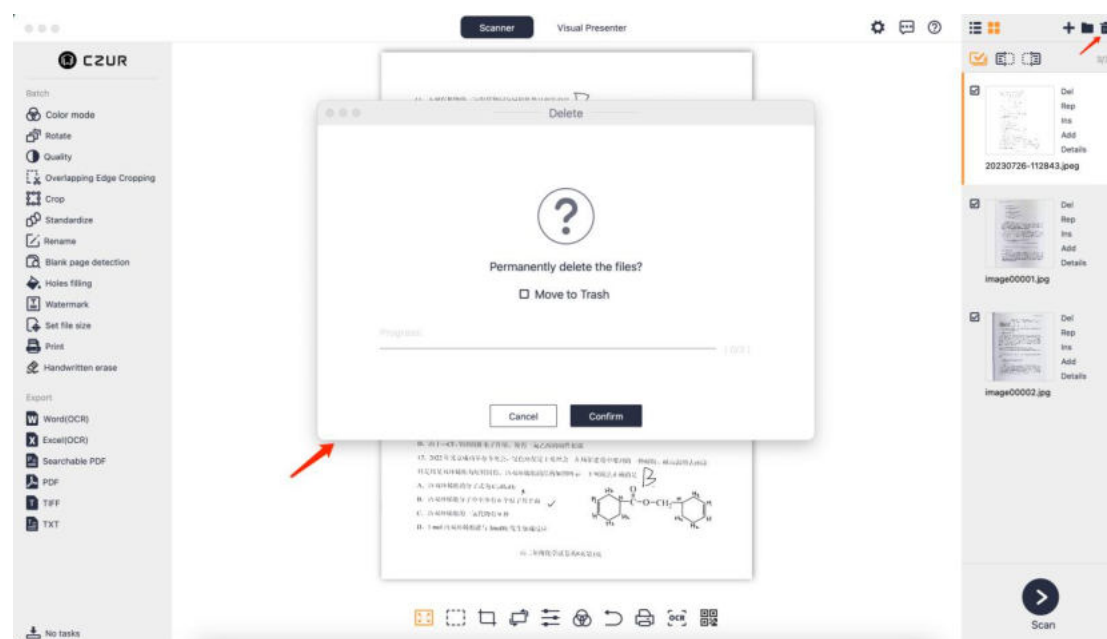 Scanner
Visual Presenter
CZUR
Batch
Color mode
Rotate
Quality
Overlapping Edge Cropping
Crop
Standardize
Rename
Blank page detection
Holes filling
Watermark
Set file size
Print
Handwritten erase
Export
Word(OCR)
Excel(OCR)
Searchable PDF
PDF
TIFF
TXT
No tasks
Delete
Permanently delete the files?
Move to Trash
Progress:
Cancel
Confirm
B
OCR
Del
Rep
Ins
Add
Details
20230726-112843.jpeg
Del
Rep
Ins
Add
Details
image00001.jpg
Del
Rep
Ins
Add
Details
image00002.jpg
Scan